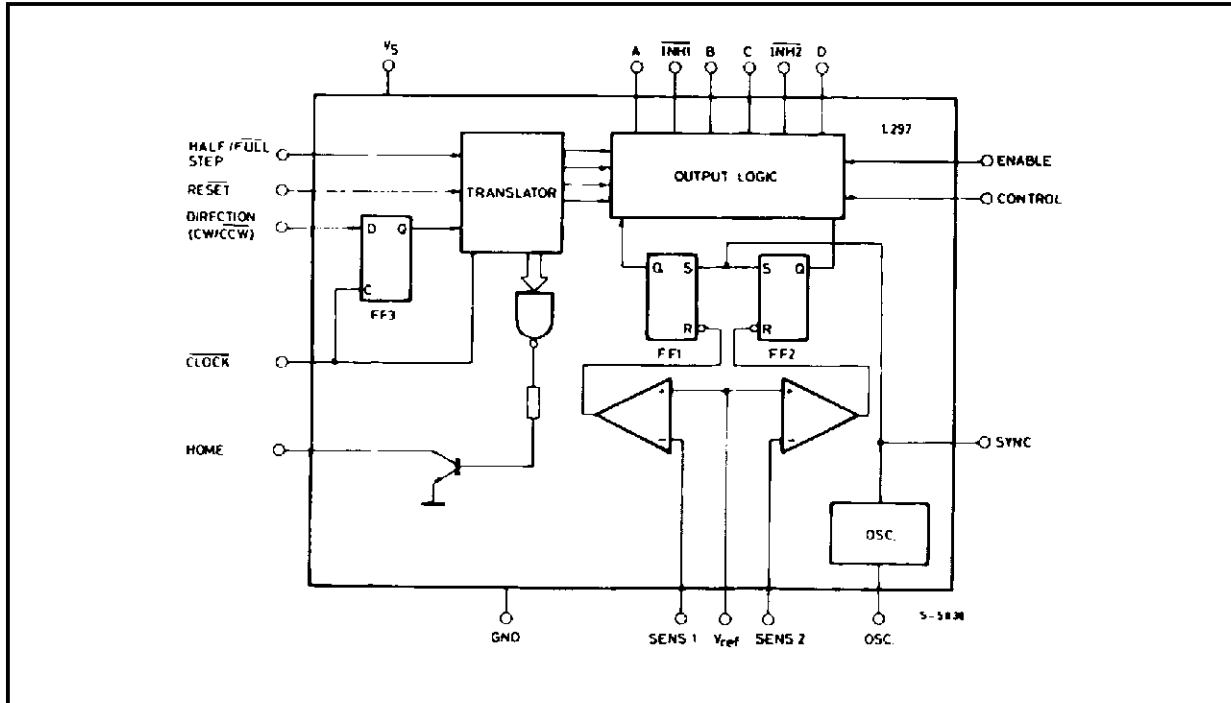 Vs
A INH1 B C INH2 D
L297
HALF/FULL
STEP
RESET
DIRECTION
(CW/CCW)
CLOCK
HOME
TRANSLATOR
OUTPUT LOGIC
ENABLE
CONTROL
D Q
C
FF3
Q S
R
FF1
S Q
R
FF2
+
−
+
−
SYNC
OSC.
GND
SENS 1
Vref
SENS 2
OSC.